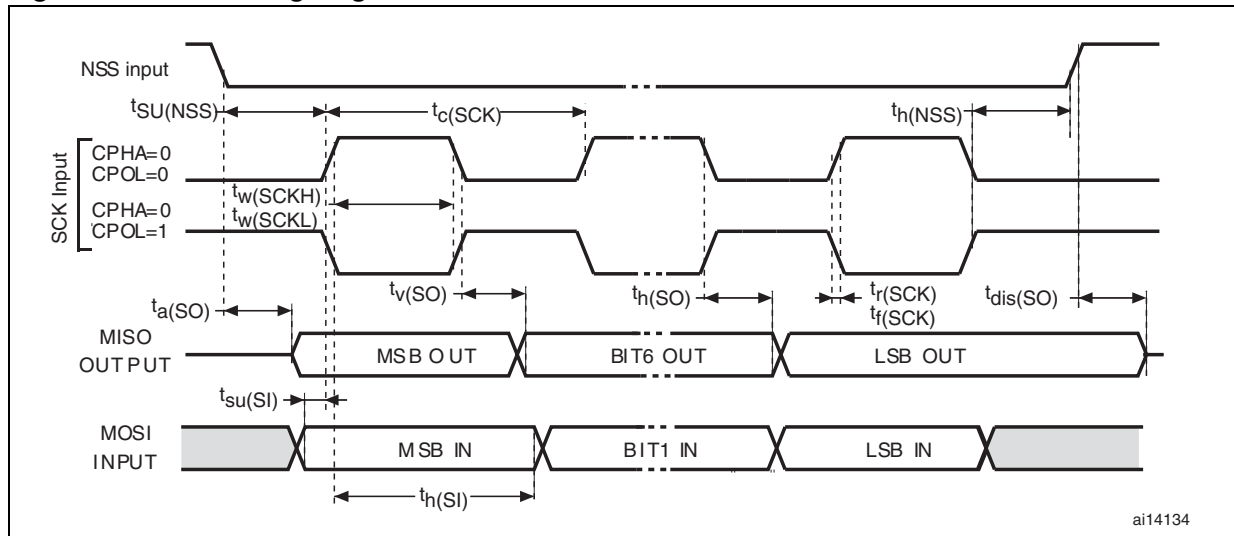 NSS input
tSU(NSS)
tc(SCK)
th(NSS)
SCK Input
CPHA=0
CPOL=0
tw(SCKH)
CPHA=0
tw(SCKL)
CPOL=1
tv(SO)
th(SO)
tr(SCK)
tf(SCK)
tdis(SO)
ta(SO)
MISO
OUTPUT
MSB OUT
BIT6 OUT
LSB OUT
tsu(SI)
MOSI
INPUT
MSB IN
BIT1 IN
LSB IN
th(SI)
ai14134